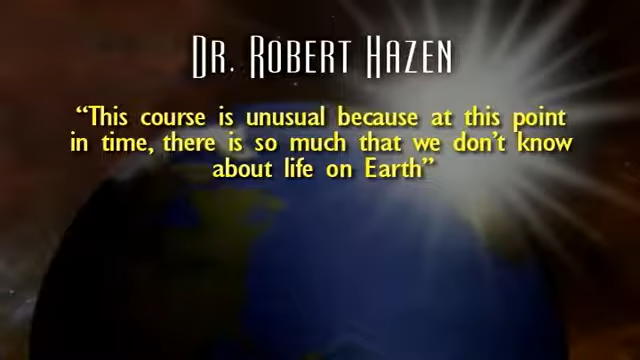 DR. ROBERT HAZEN
“This course is unusual because at this point
in time, there is so much that we don’t know
about life on Earth”